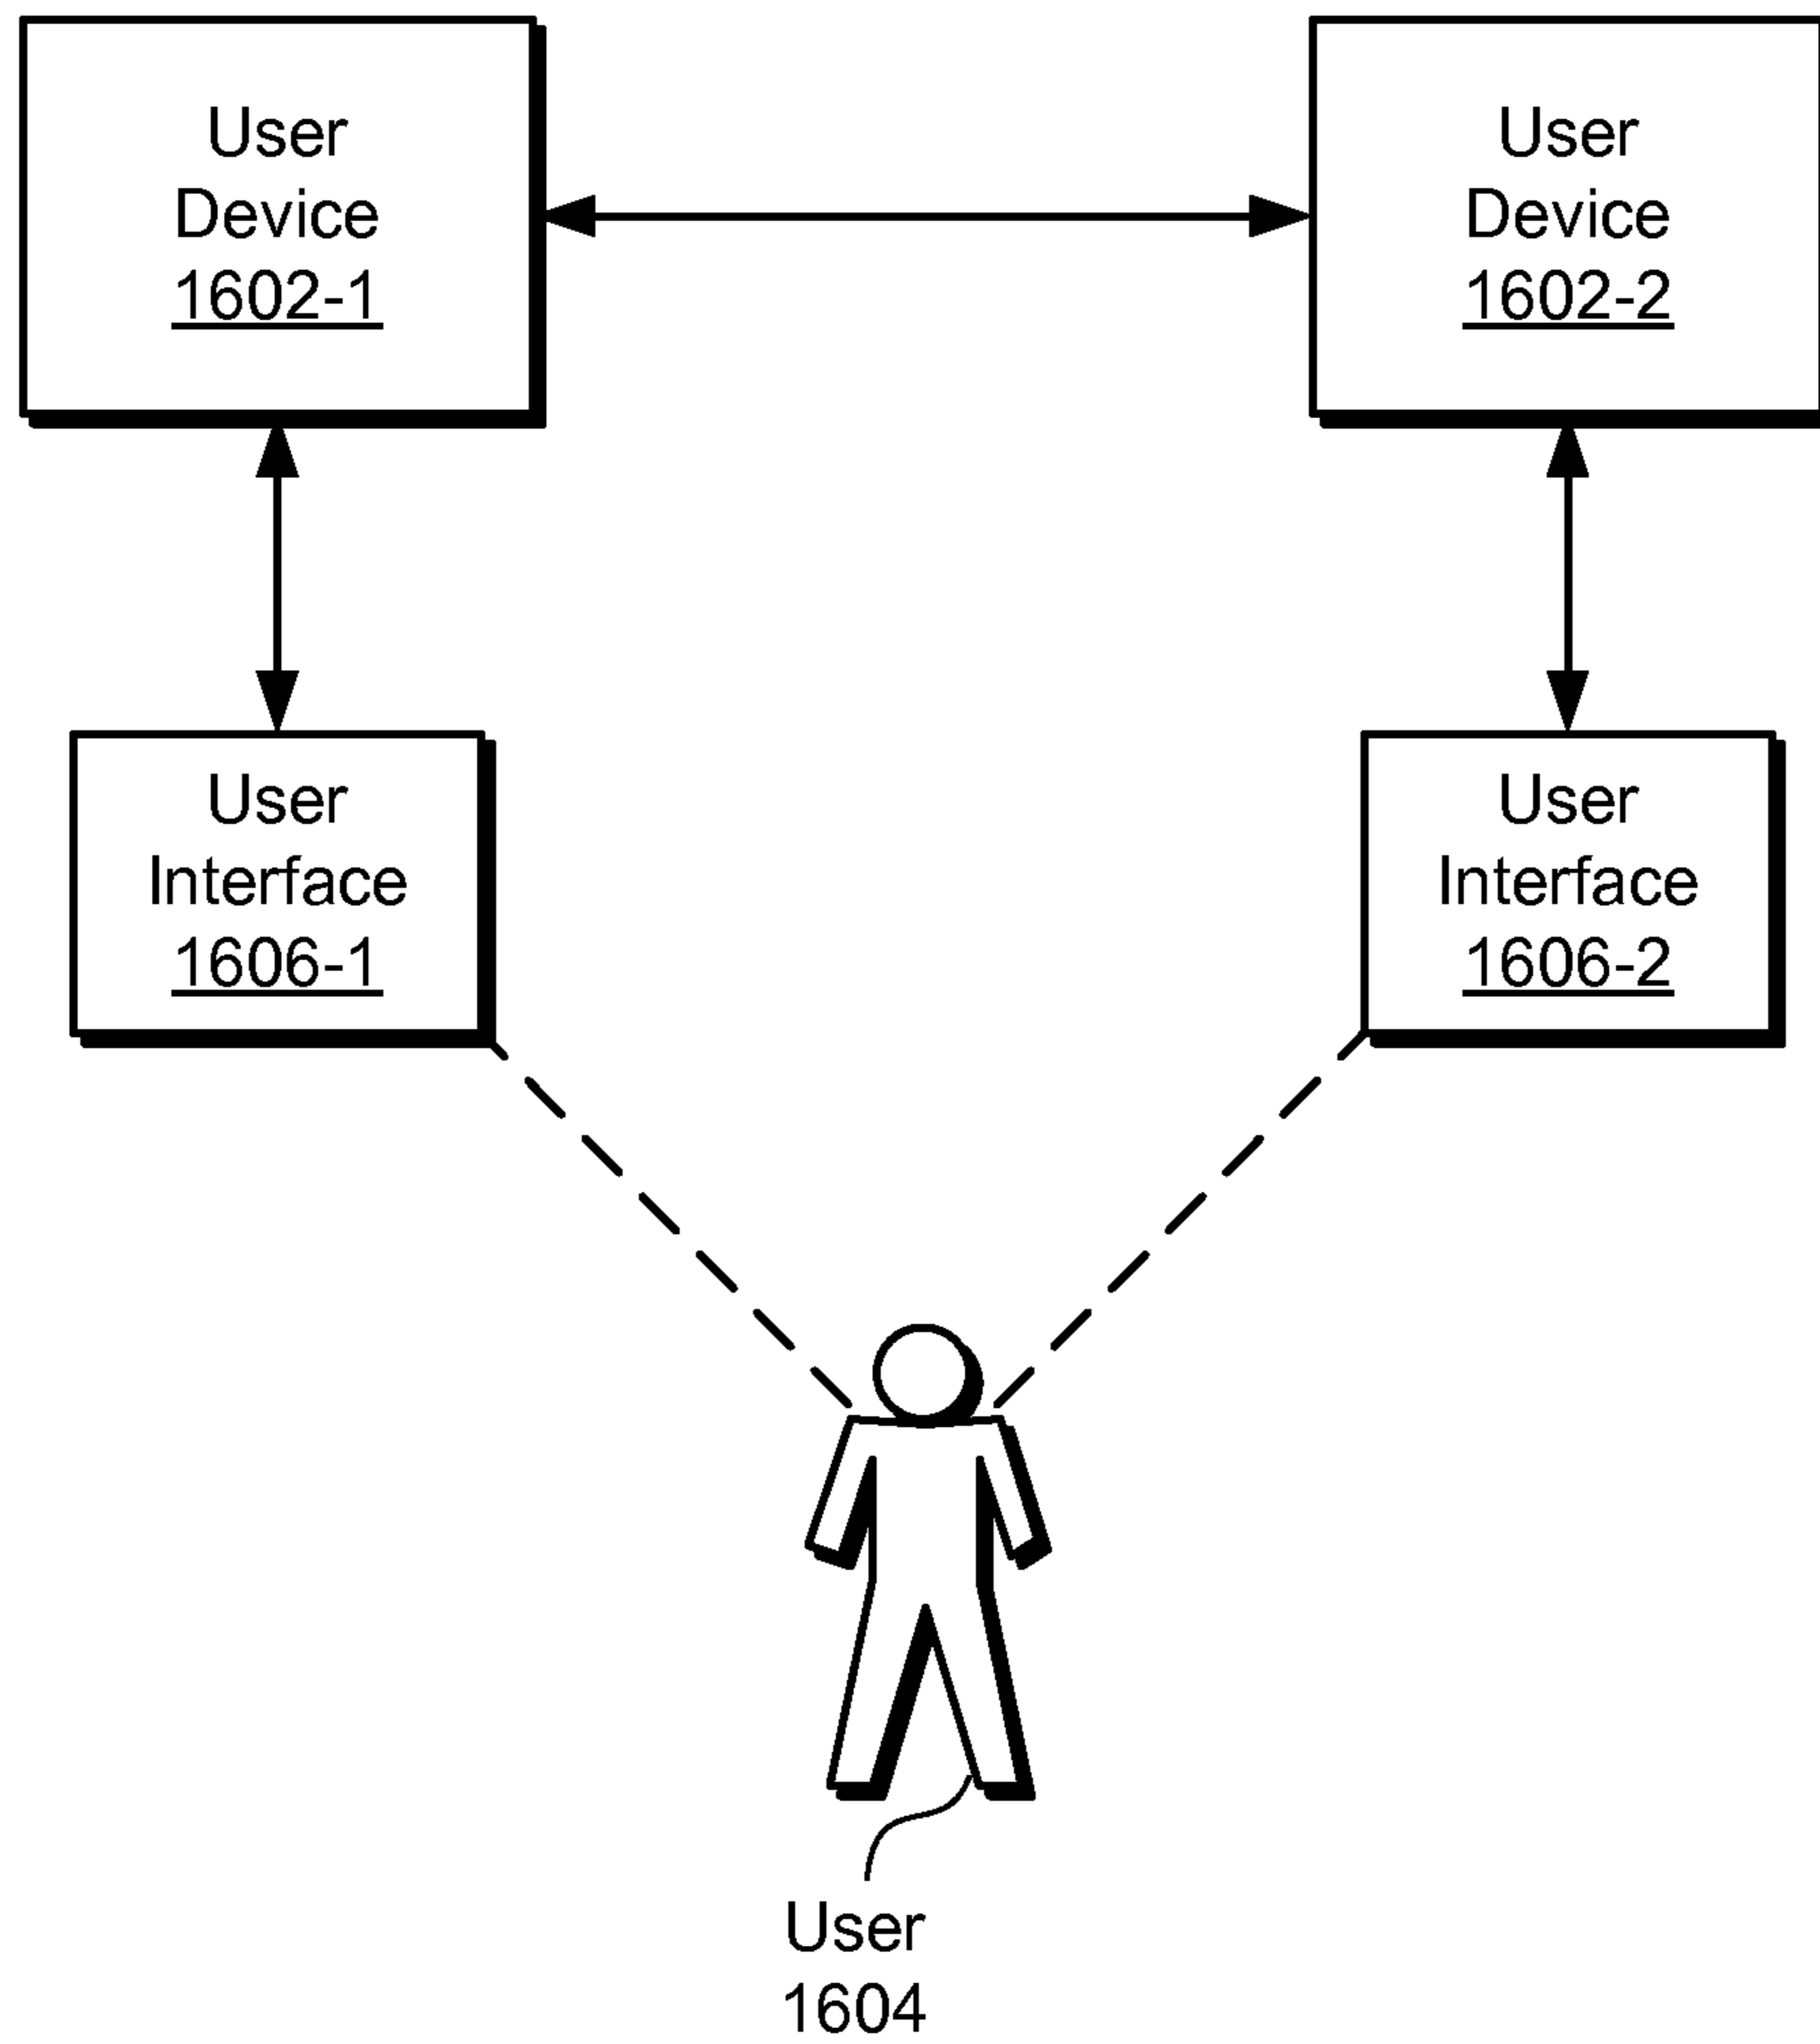 User
Device
1602-1
User
Device
1602-2
User
Interface
1606-1
User
Interface
1606-2
User
1604